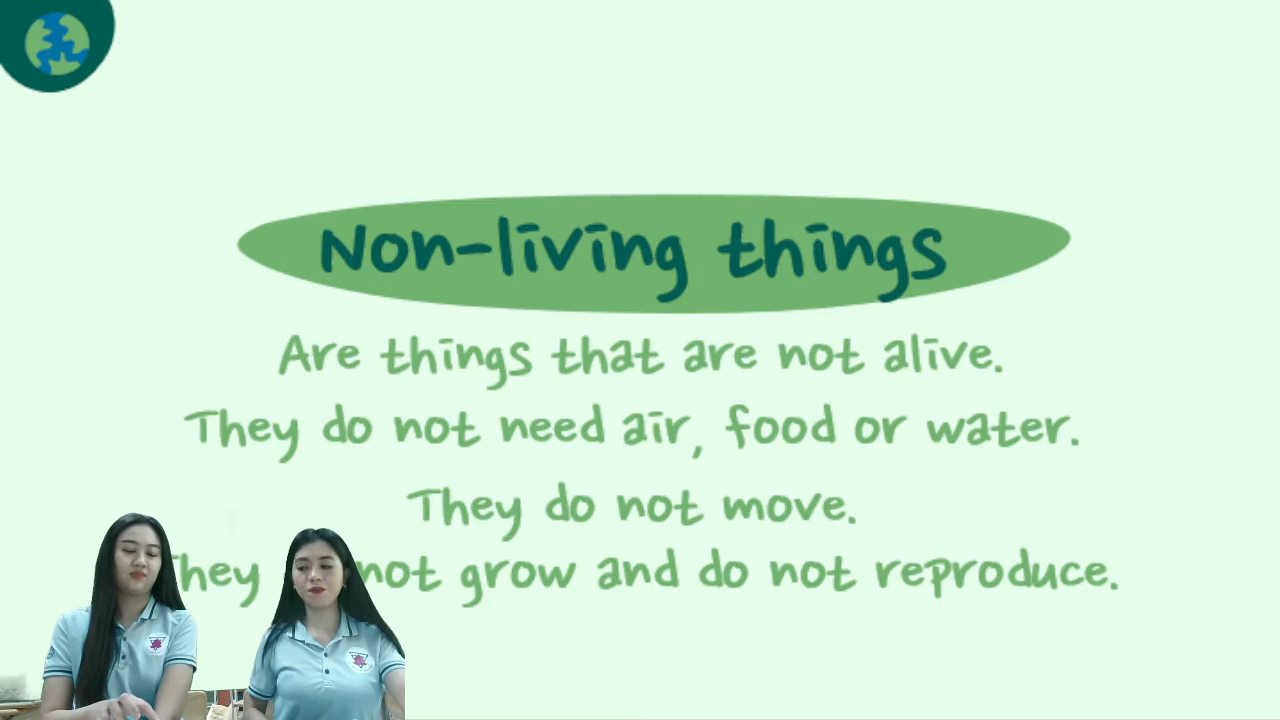 Non-living things
Are things that are not alive.
They do not need air, food or water.
They do not move.
They not grow and do not reproduce.